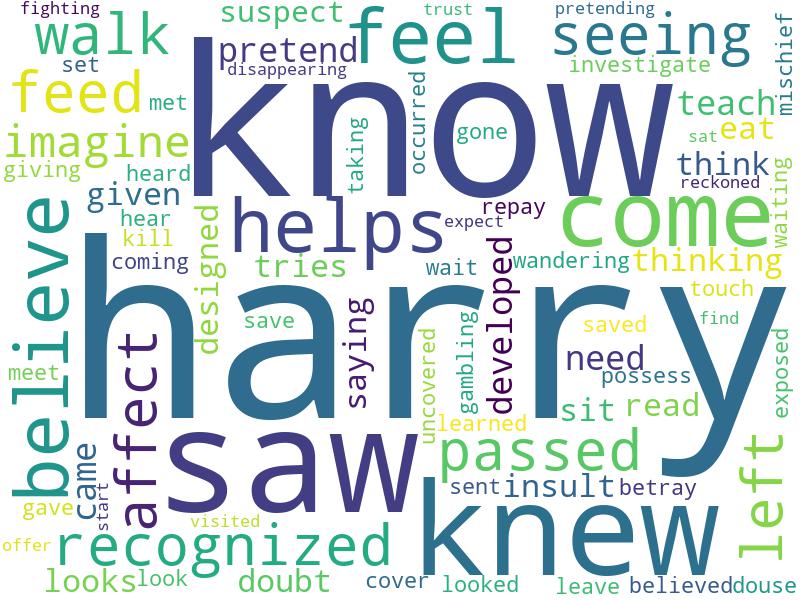 fighting
suspect
trust
pretending
walk
feel
seeing
mischief
set
pretend
disappearing
investigate
feed
met
know
occurred
gone
teach
imagine
taking
sat
eat
giving
heard
think
given
reckoned
hear
designed
helps
repay
expect
come
waiting
kill
coming
believe
tries
wait
wandering
thinking
developed
harry
touch
save
saying
saved
find
affect
uncovered
gambling
need
meet
possess
exposed
sit
read
learned
saw
passed
left
came
start
sent
insult
betray
knew
gave
visited
offer
recognized
looks
look
doubt
cover
looked
leave
believed
douse